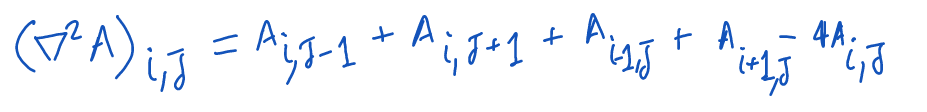 (∇²A)_{i,J} = A_{i,J-1} + A_{i,J+1} + A_{i-1,J} + A_{i+1,J} - 4A_{i,J}